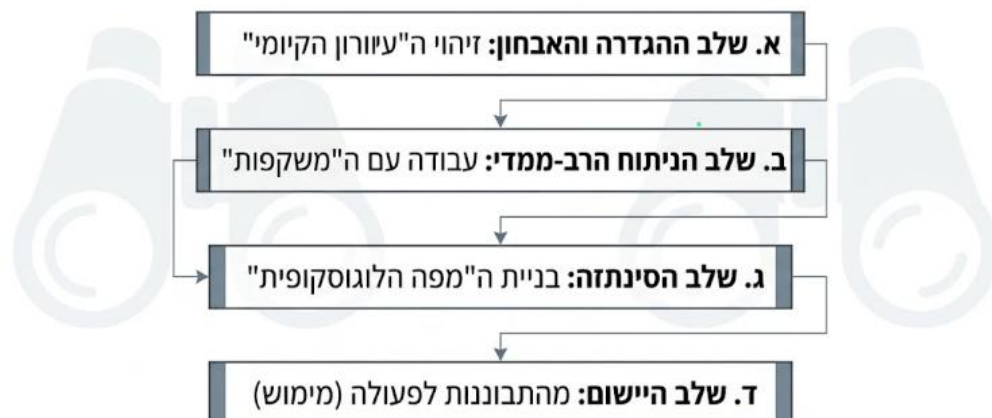 א. שלב ההגדרה והאבחון: זיהוי ה"עיוורון הקיומי"
ב. שלב הניתוח הרב-ממדי: עבודה עם ה"משקפות"
ג. שלב הסינתזה: בניית ה"מפה הלוגוסקופית"
ד. שלב היישום: מהתבוננות לפעולה (מימוש)